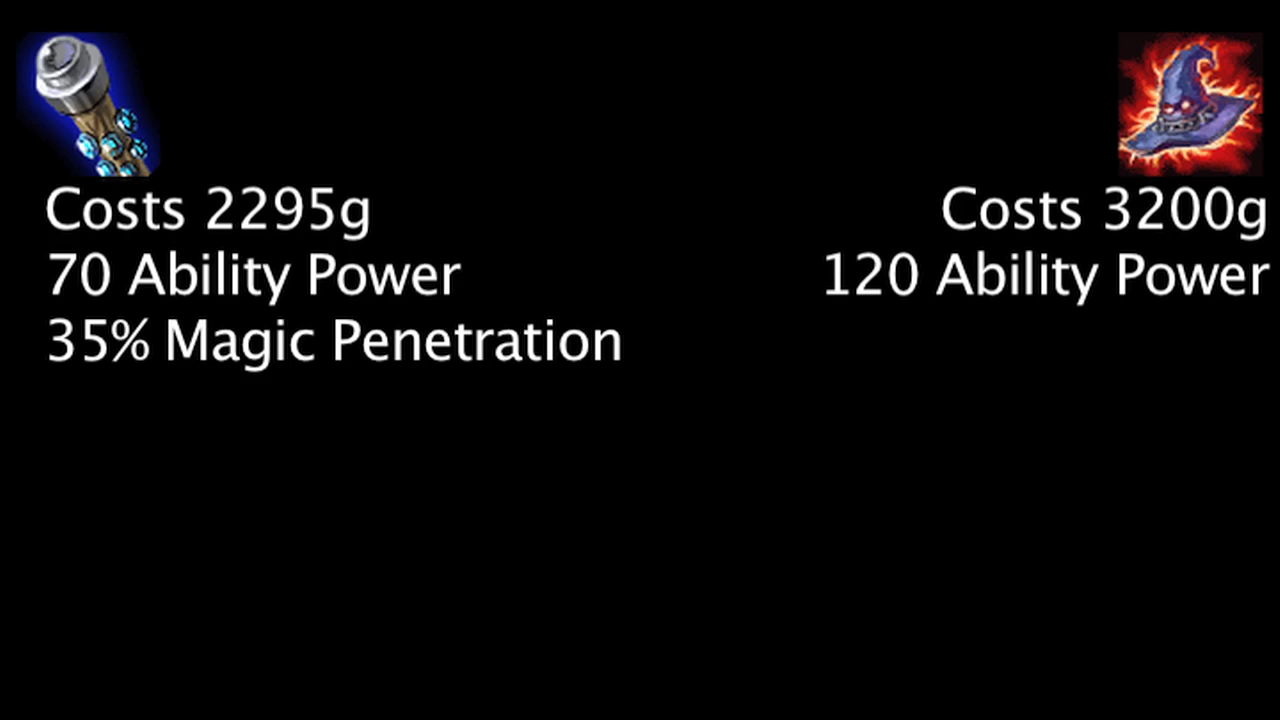 Costs 2295g
70 Ability Power
35% Magic Penetration
Costs 3200g
120 Ability Power